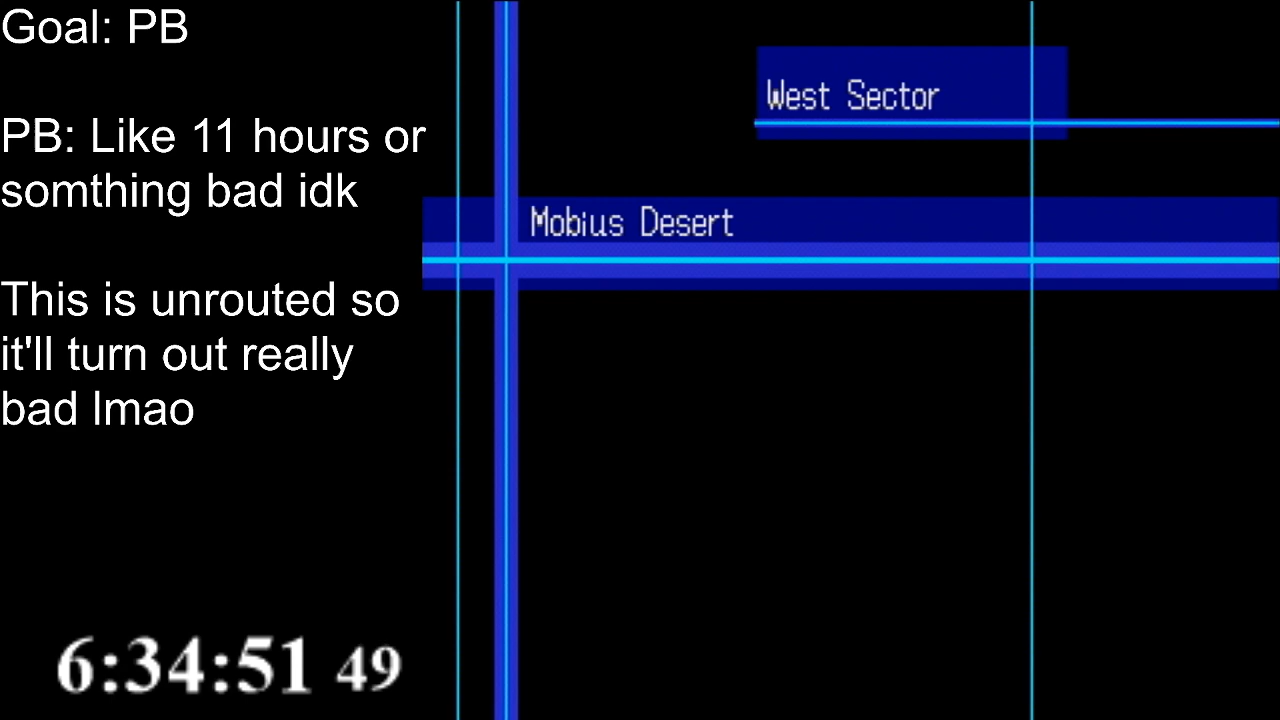 Goal: PB
PB: Like 11 hours or
somthing bad idk
This is unrouted so
it'll turn out really
bad lmao
West Sector
Mobius Desert
6:34:51 49